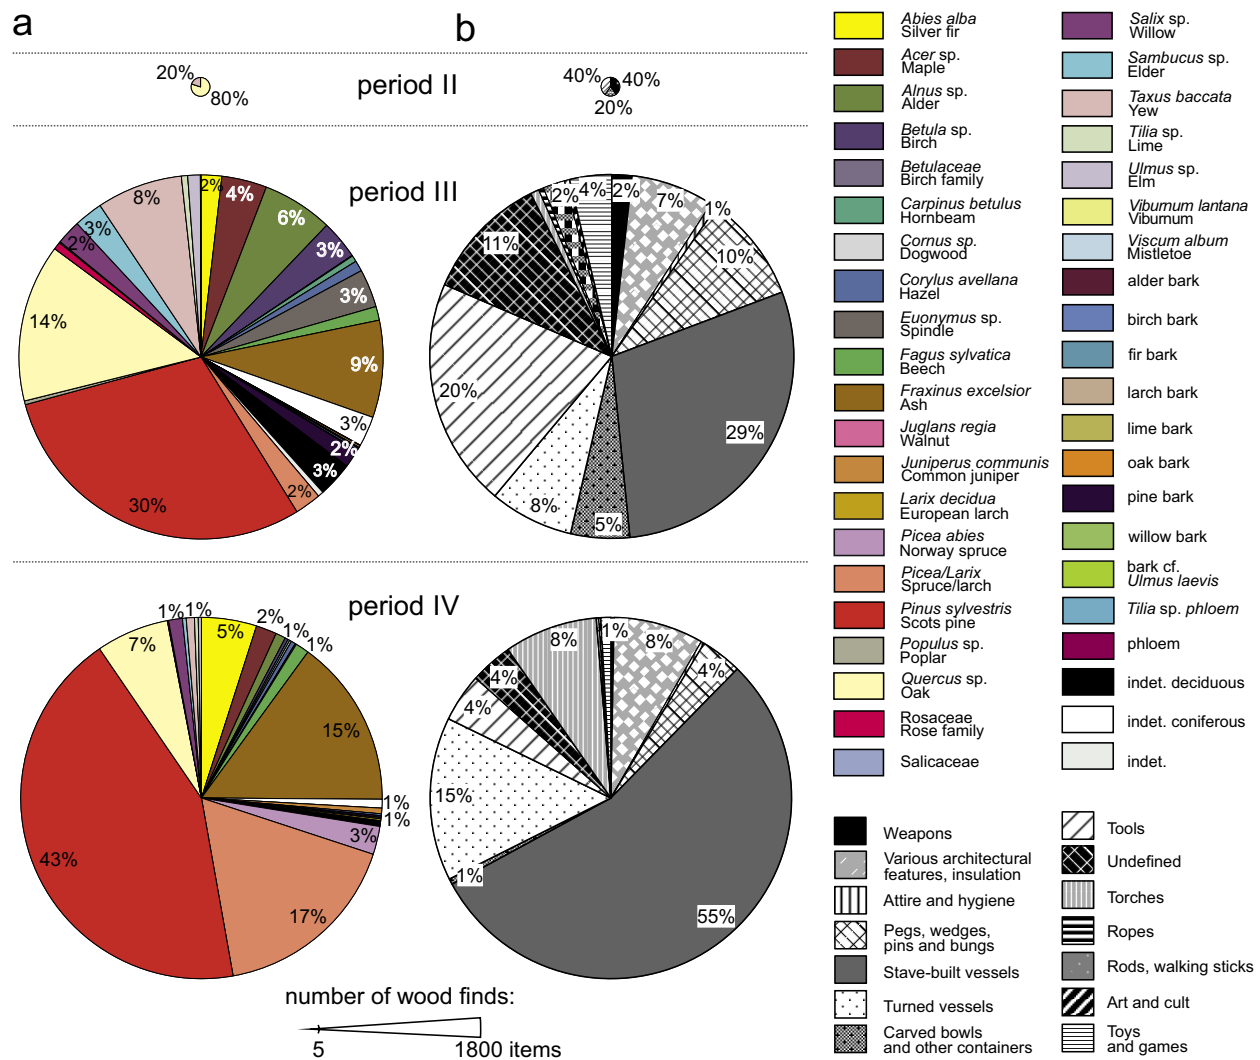 a
b
20%
80%
period II
40%
40%
20%
period III
2%
4%
6%
3%
3%
9%
3%
2%
3%
2%
30%
14%
2%
3%
8%
2%
7%
1%
10%
29%
5%
8%
20%
11%
2%
4%
period IV
5%
2%
1%
1%
15%
1%
1%
3%
17%
43%
7%
1%
1%
1%
8%
4%
55%
1%
15%
4%
4%
8%
number of wood finds:
5
1800 items
Abies alba
Silver fir
Acer sp.
Maple
Alnus sp.
Alder
Betula sp.
Birch
Betulaceae
Birch family
Carpinus betulus
Hornbeam
Cornus sp.
Dogwood
Corylus avellana
Hazel
Euonymus sp.
Spindle
Fagus sylvatica
Beech
Fraxinus excelsior
Ash
Juglans regia
Walnut
Juniperus communis
Common juniper
Larix decidua
European larch
Picea abies
Norway spruce
Picea/Larix
Spruce/larch
Pinus sylvestris
Scots pine
Populus sp.
Poplar
Quercus sp.
Oak
Rosaceae
Rose family
Salicaceae
Salix sp.
Willow
Sambucus sp.
Elder
Taxus baccata
Yew
Tilia sp.
Lime
Ulmus sp.
Elm
Viburnum lantana
Viburnum
Viscum album
Mistletoe
alder bark
birch bark
fir bark
larch bark
lime bark
oak bark
pine bark
willow bark
bark cf.
Ulmus laevis
Tilia sp. phloem
phloem
indet. deciduous
indet. coniferous
indet.
Weapons
Various architectural
features, insulation
Attire and hygiene
Pegs, wedges,
pins and bungs
Stave-built vessels
Turned vessels
Carved bowls
and other containers
Tools
Undefined
Torches
Ropes
Rods, walking sticks
Art and cult
Toys
and games